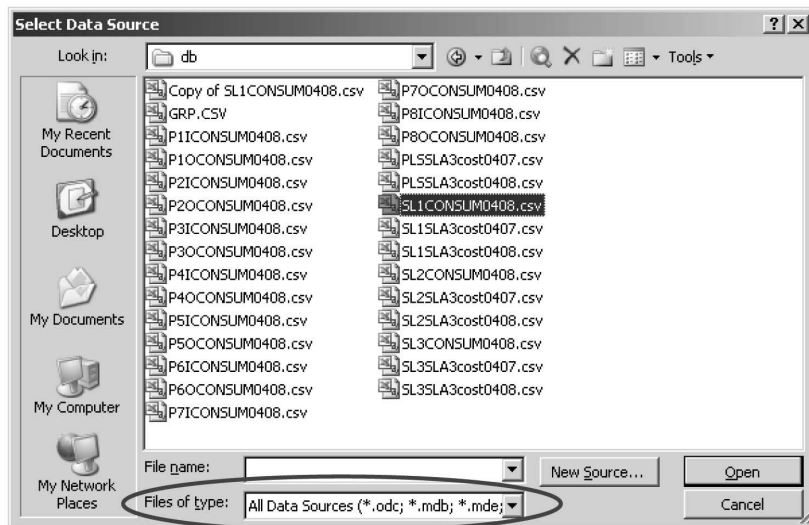 Select Data Source
Look in:
db
Tools
My Recent
Documents
Desktop
My Documents
My Computer
My Network
Places
Copy of SL1CONSUM0408.csv
GRP.CSV
P1ICONSUM0408.csv
P1OCONSUM0408.csv
P2ICONSUM0408.csv
P2OCONSUM0408.csv
P3ICONSUM0408.csv
P3OCONSUM0408.csv
P4ICONSUM0408.csv
P4OCONSUM0408.csv
P5ICONSUM0408.csv
P5OCONSUM0408.csv
P6ICONSUM0408.csv
P6OCONSUM0408.csv
P7ICONSUM0408.csv
P7OCONSUM0408.csv
P8ICONSUM0408.csv
P8OCONSUM0408.csv
PLSSLA3cost0407.csv
PLSSLA3cost0408.csv
SL1CONSUM0408.csv
SL1SLA3cost0407.csv
SL1SLA3cost0408.csv
SL2CONSUM0408.csv
SL2SLA3cost0407.csv
SL2SLA3cost0408.csv
SL3CONSUM0408.csv
SL3SLA3cost0407.csv
SL3SLA3cost0408.csv
File name:
New Source...
Open
Files of type:
All Data Sources (*.odc; *.mdb; *.mde;
Cancel